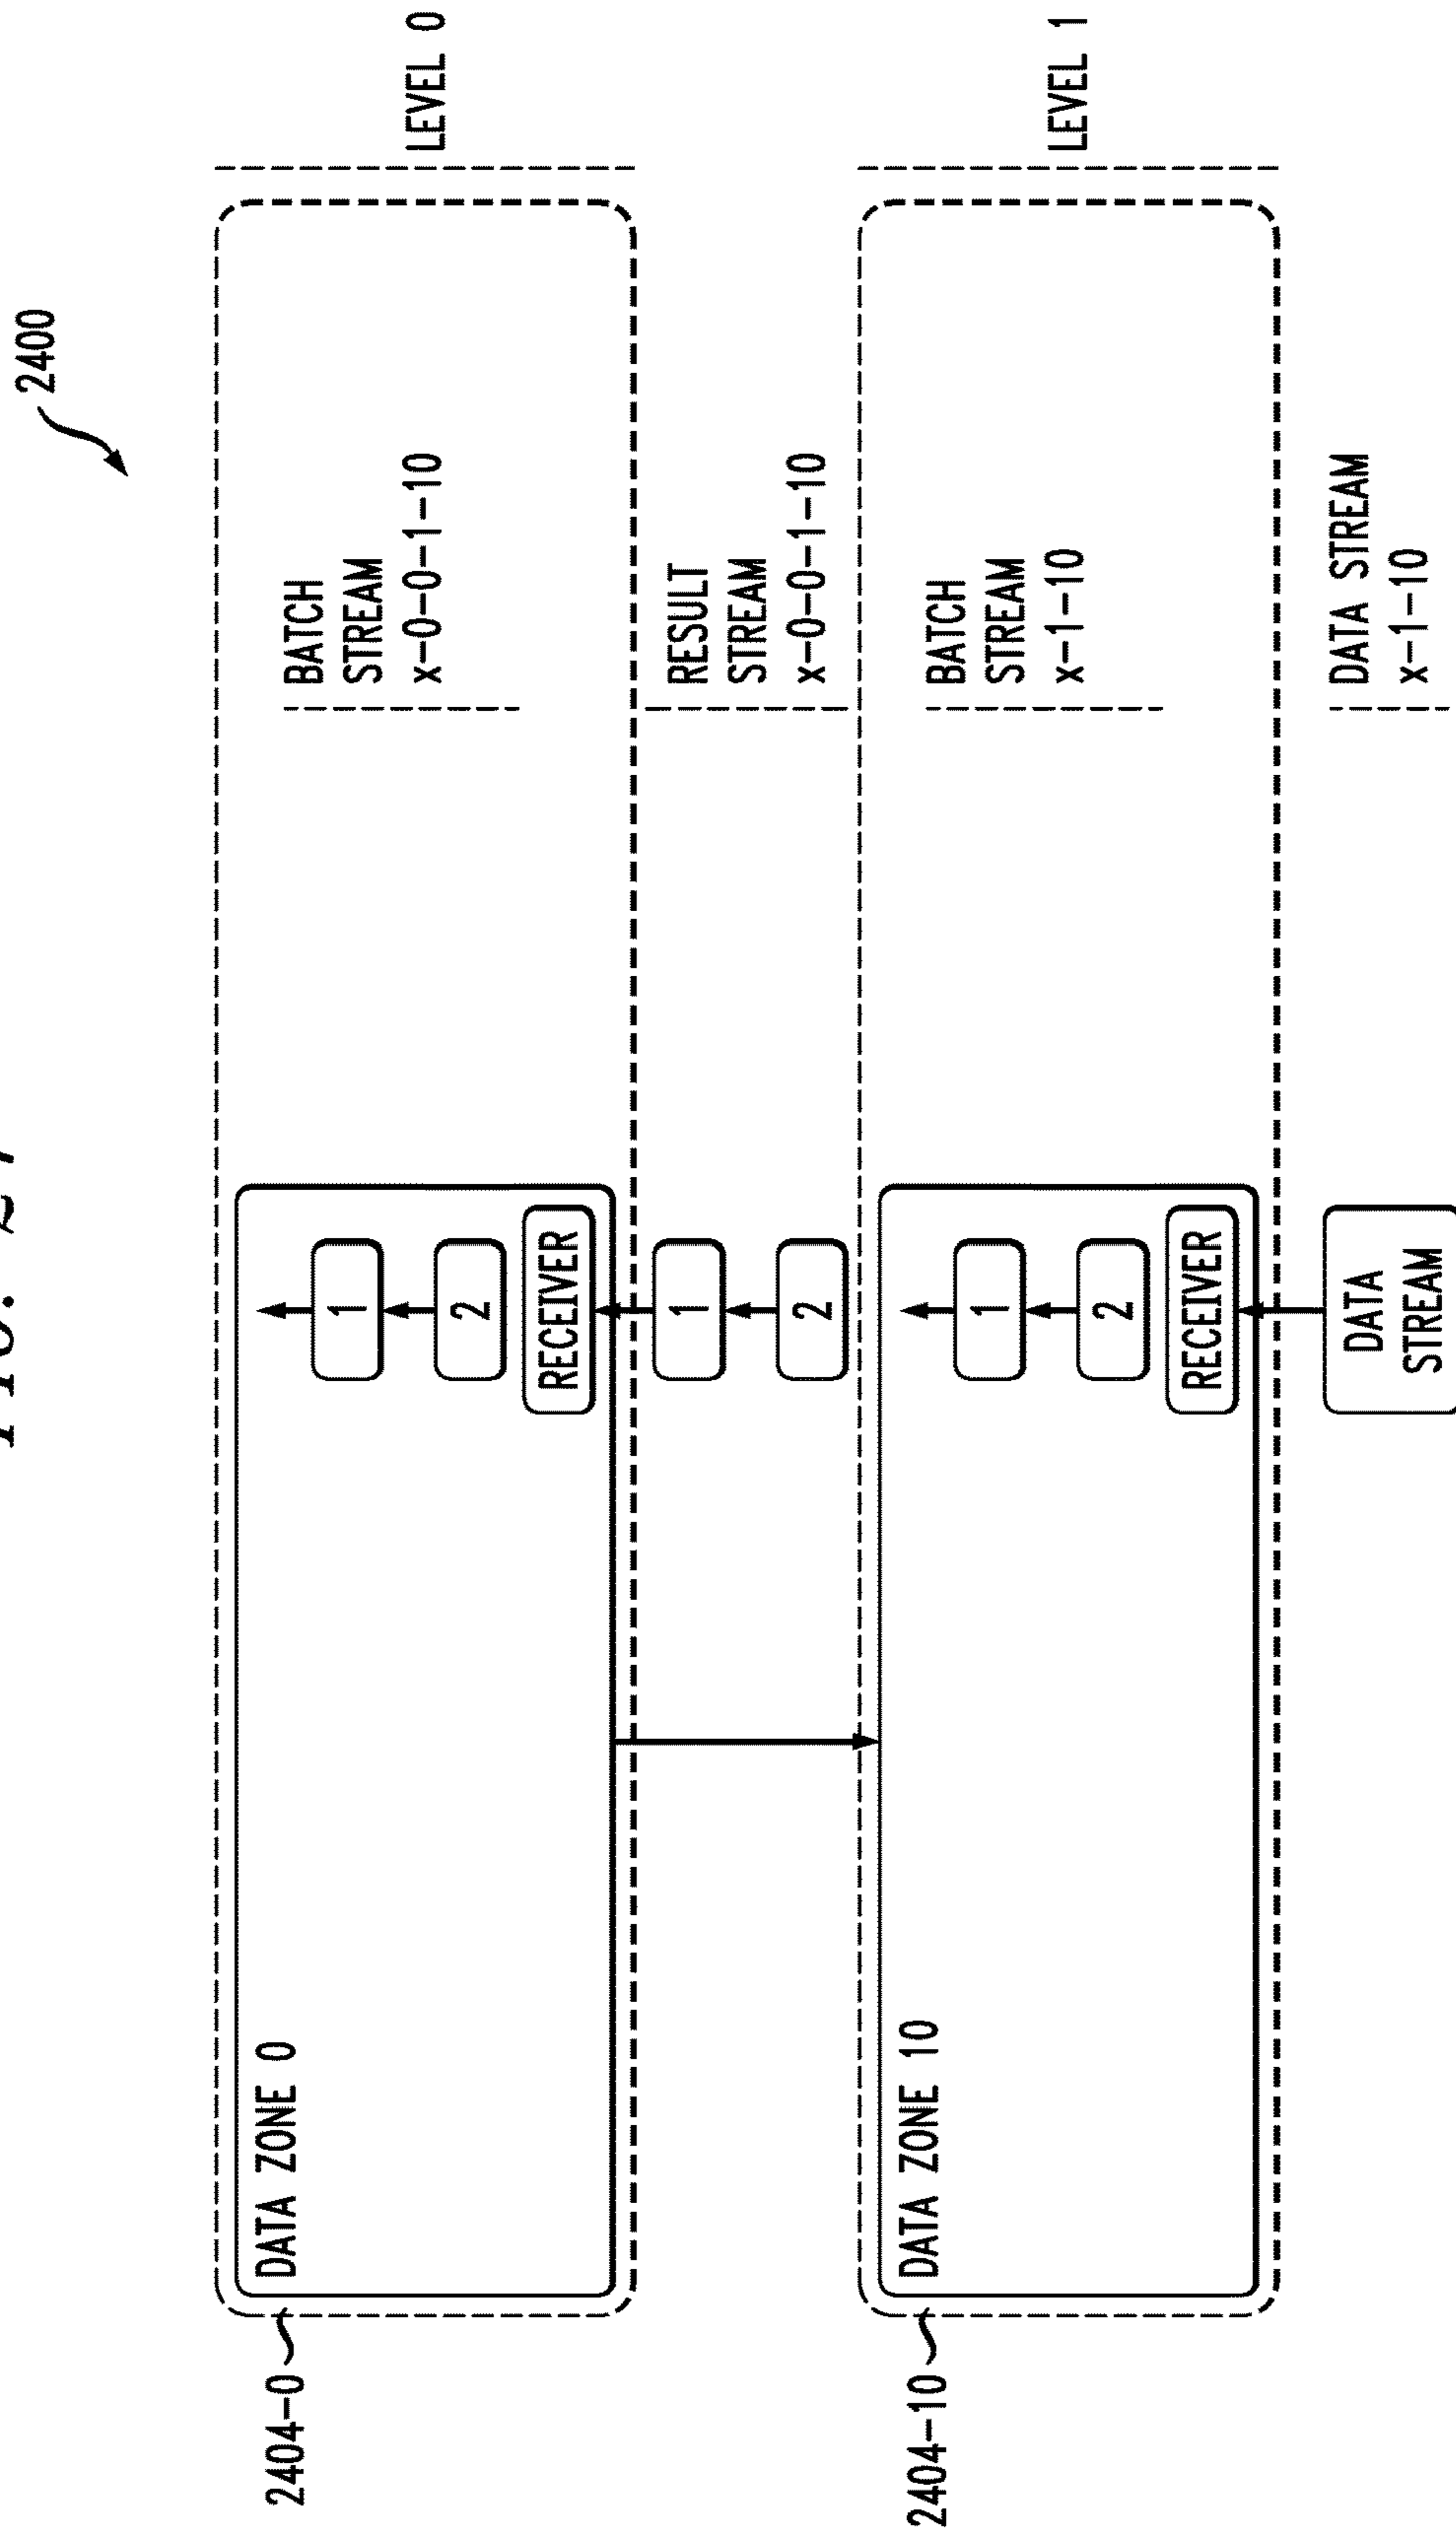 2400
2404-0
DATA ZONE 0
1
2
RECEIVER
BATCH
STREAM
x-0-0-1-10
LEVEL 0
1
2
RESULT
STREAM
x-0-0-1-10
2404-10
DATA ZONE 10
1
2
RECEIVER
BATCH
STREAM
x-1-10
LEVEL 1
DATA
STREAM
DATA STREAM
x-1-10